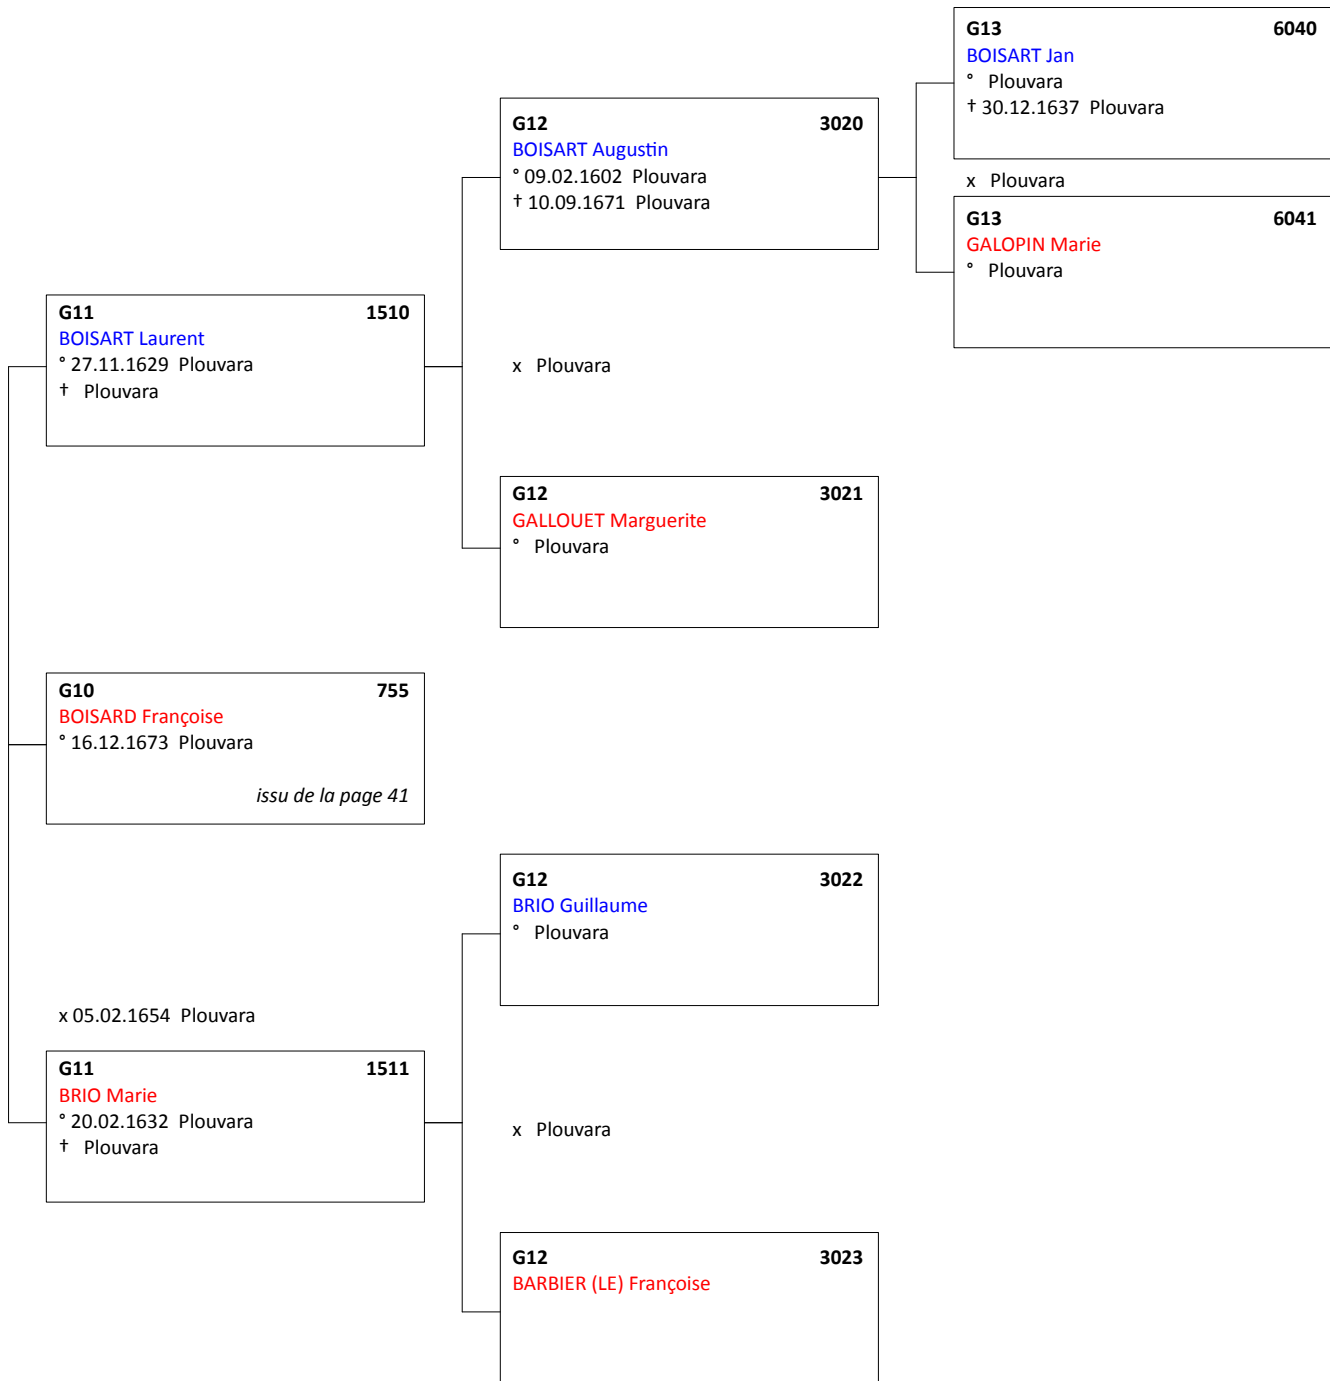 G13 6040
BOISART Jan
° Plouvara
† 30.12.1637 Plouvara
x Plouvara
G13 6041
GALOPIN Marie
° Plouvara
G12 3020
BOISART Augustin
° 09.02.1602 Plouvara
† 10.09.1671 Plouvara
x Plouvara
G12 3021
GALLOUET Marguerite
° Plouvara
G11 1510
BOISART Laurent
° 27.11.1629 Plouvara
† Plouvara
G10 755
BOISARD Françoise
° 16.12.1673 Plouvara
issu de la page 41
x 05.02.1654 Plouvara
G11 1511
BRIO Marie
° 20.02.1632 Plouvara
† Plouvara
G12 3022
BRIO Guillaume
° Plouvara
x Plouvara
G12 3023
BARBIER (LE) Françoise